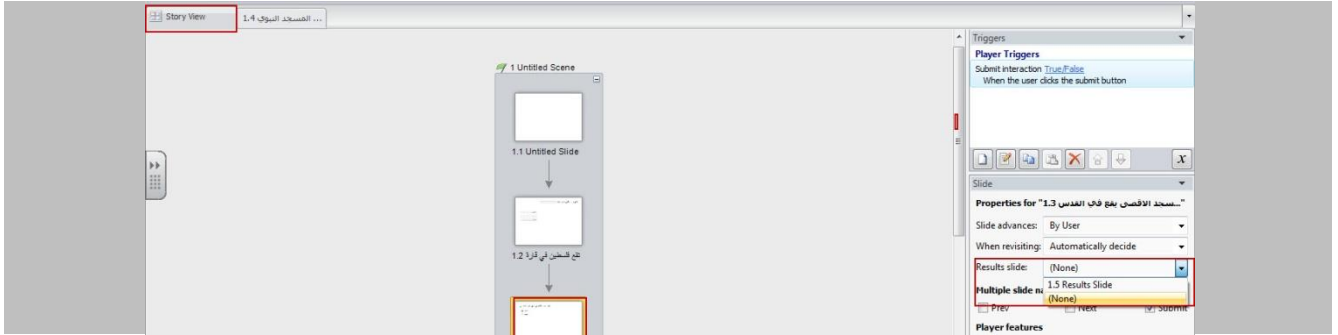 Story View
1.4 المسجد النبوي ...
1 Untitled Scene
1.1 Untitled Slide
1.2 تقع فلسطين في قارة
Triggers
Player Triggers
Submit interaction True/False
When the user clicks the submit button
Slide
Properties for "1.3 سجد الاقصى يقع في القدس..."
Slide advances: By User
When revisiting: Automatically decide
Results slide: (None)
1.5 Results Slide
(None)
Multiple slide na
Prev Next Submit
Player features